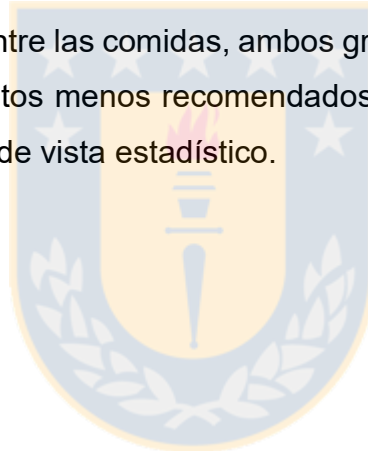 ntre las comidas, ambos gr
tos menos recomendados
de vista estadístico.